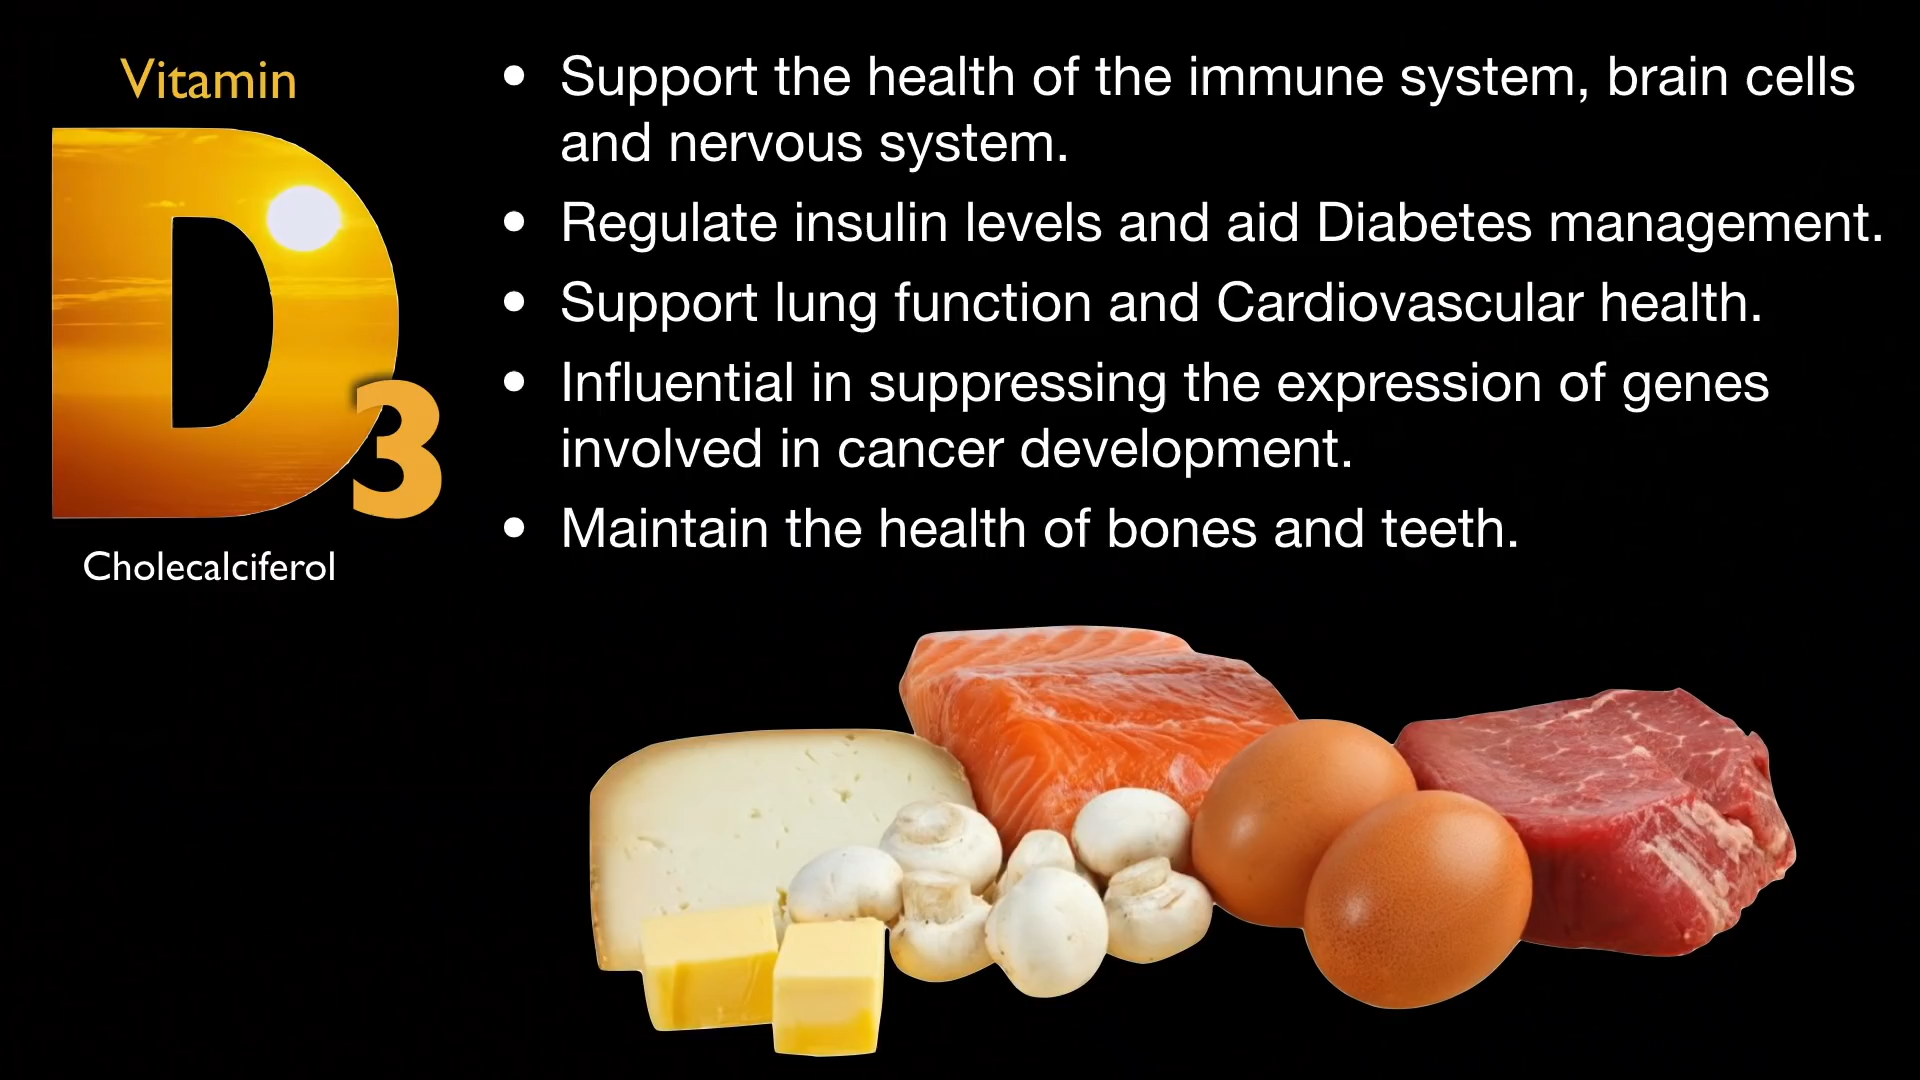 Vitamin
D3
Cholecalciferol
• Support the health of the immune system, brain cells
and nervous system.
• Regulate insulin levels and aid Diabetes management.
• Support lung function and Cardiovascular health.
• Influential in suppressing the expression of genes
involved in cancer development.
• Maintain the health of bones and teeth.